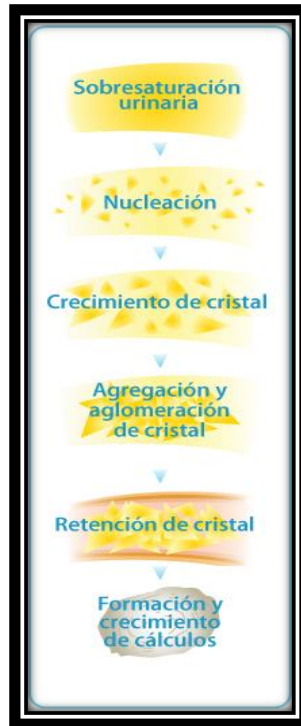 Sobresaturación
urinaria
Nucleación
Crecimiento de cristal
Agregación y
aglomeración
de cristal
Retención de cristal
Formación y
crecimiento
de cálculos